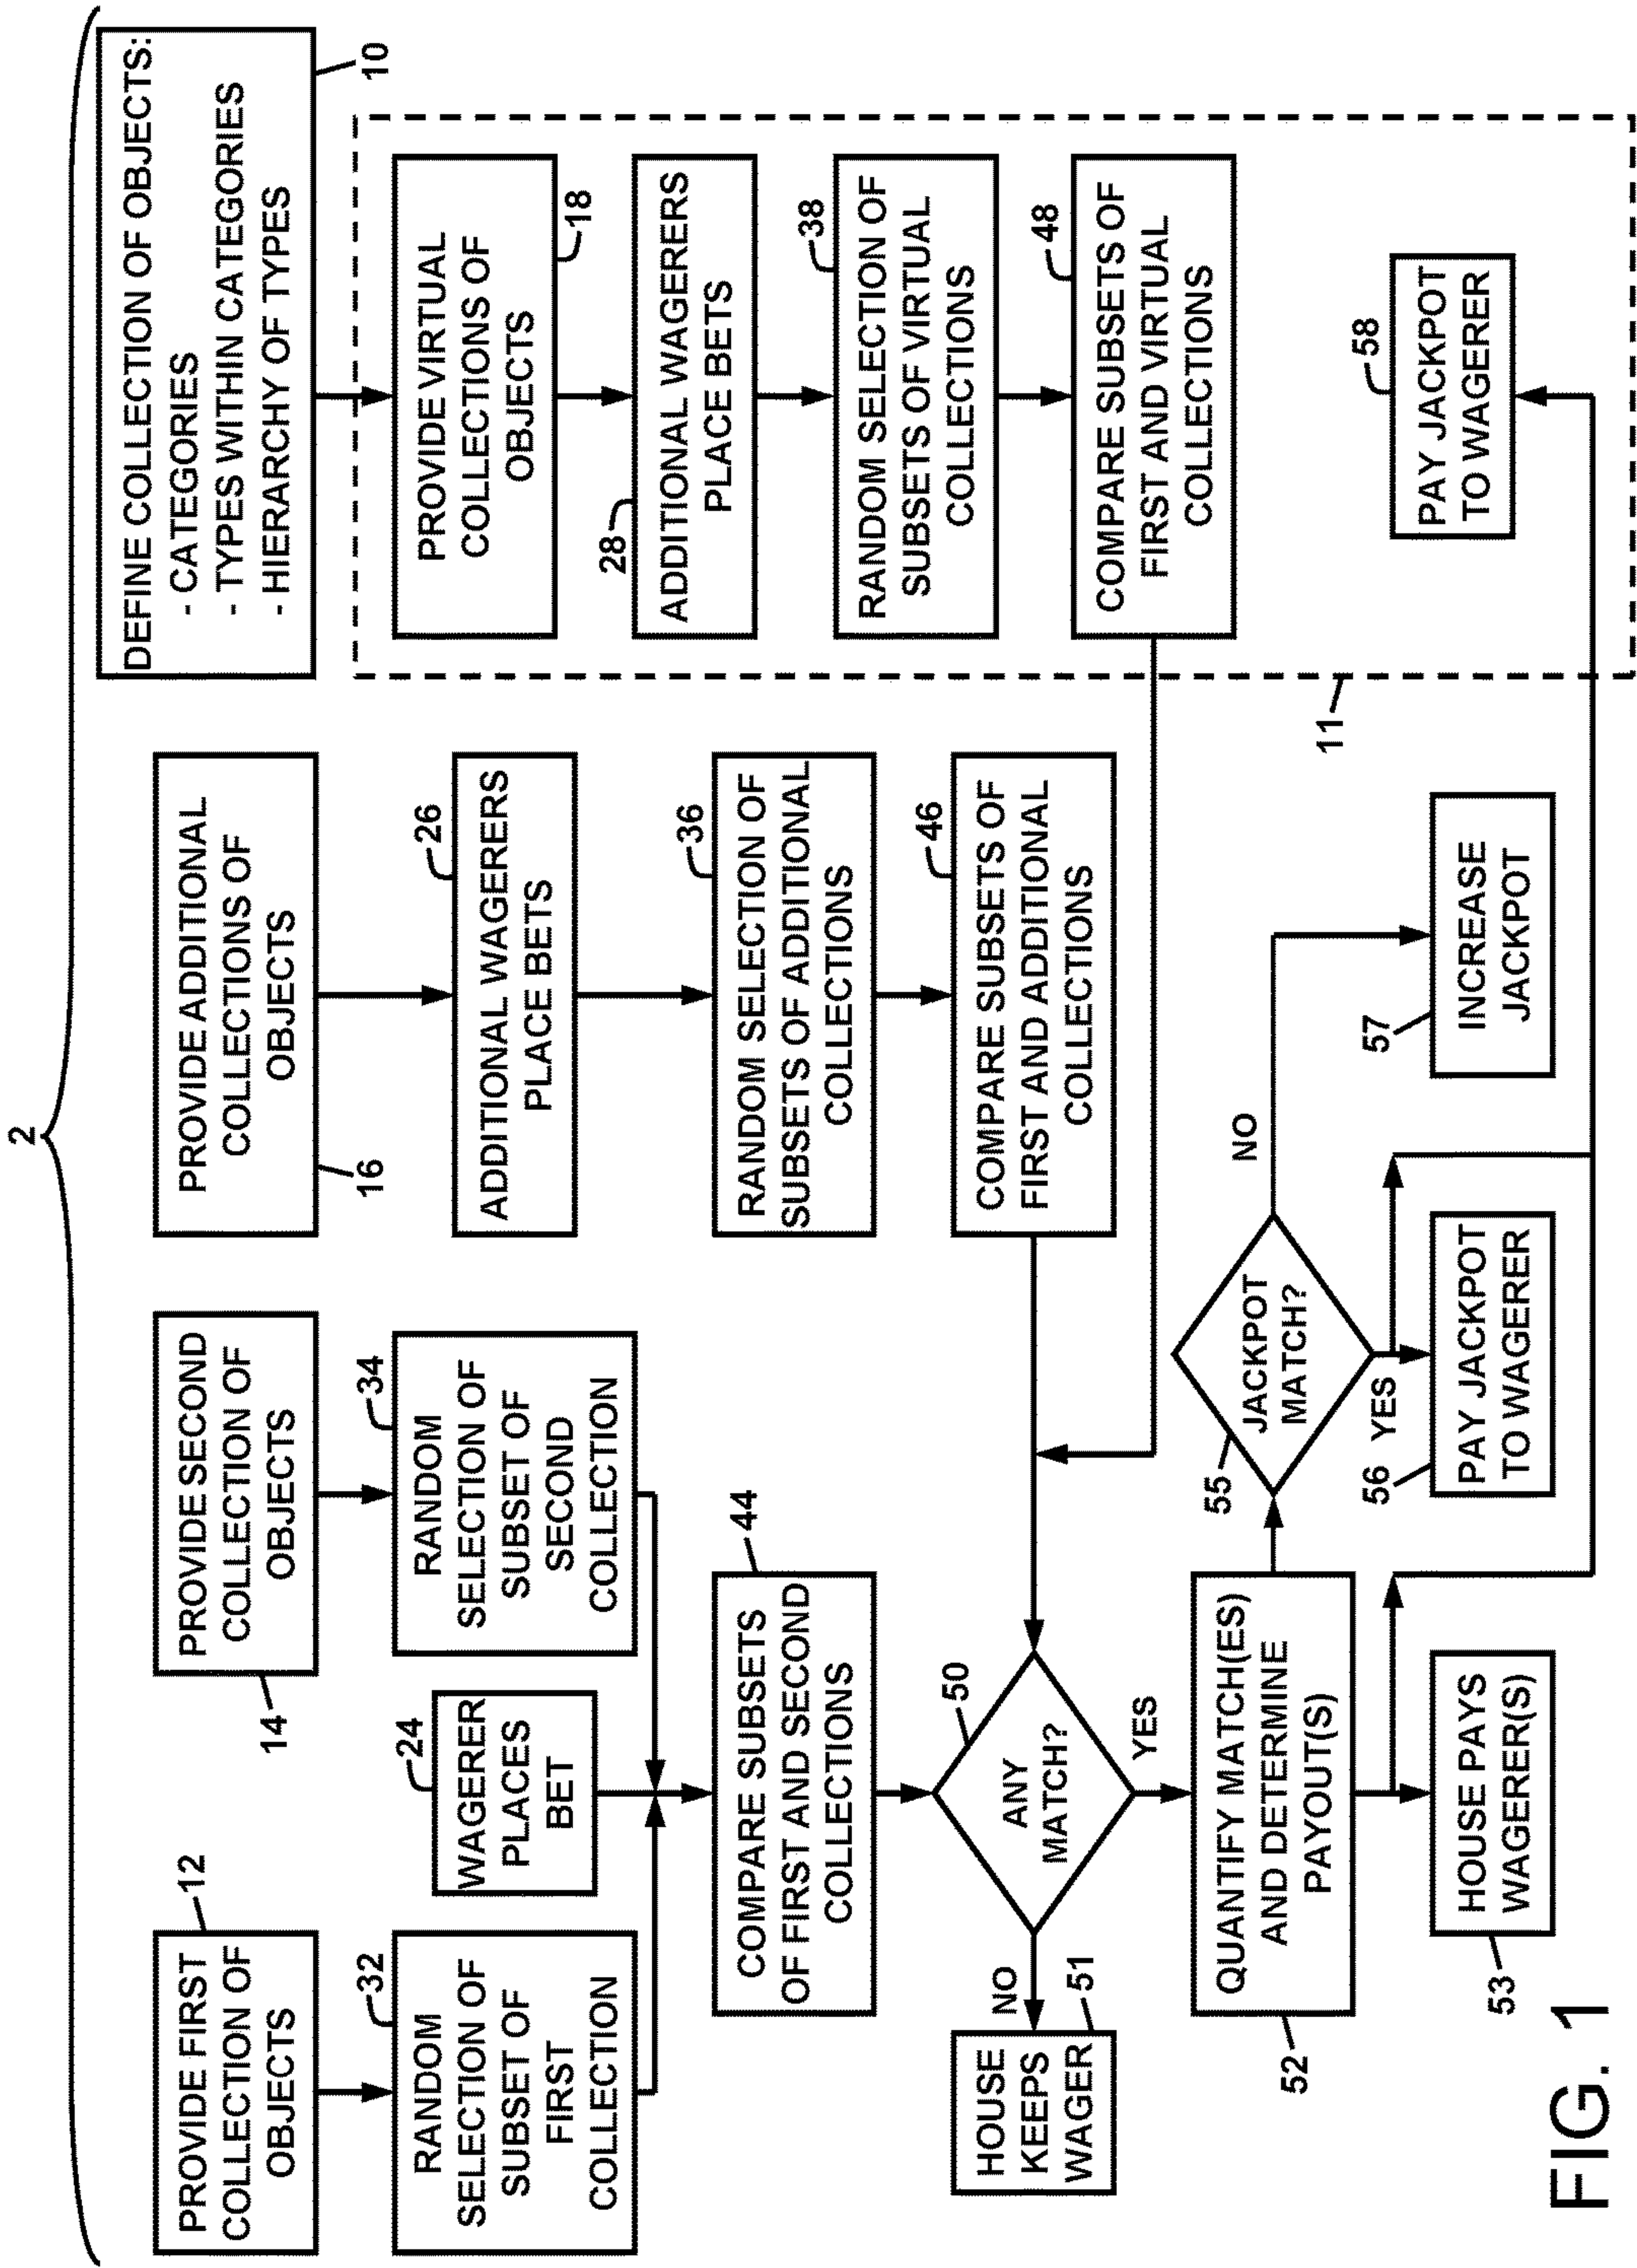 2
PROVIDE FIRST
COLLECTION OF
OBJECTS
12
PROVIDE SECOND
COLLECTION OF
OBJECTS
14
PROVIDE ADDITIONAL
COLLECTIONS OF
OBJECTS
16
DEFINE COLLECTION OF OBJECTS:
- CATEGORIES
- TYPES WITHIN CATEGORIES
- HIERARCHY OF TYPES
10
RANDOM
SELECTION OF
SUBSET OF
FIRST
COLLECTION
32
24
WAGERER
PLACES
BET
RANDOM
SELECTION OF
SUBSET OF
SECOND
COLLECTION
34
ADDITIONAL WAGERERS
PLACE BETS
26
PROVIDE VIRTUAL
COLLECTIONS OF
OBJECTS
18
28
ADDITIONAL WAGERERS
PLACE BETS
COMPARE SUBSETS
OF FIRST AND SECOND
COLLECTIONS
44
RANDOM SELECTION OF
SUBSETS OF ADDITIONAL
COLLECTIONS
36
RANDOM SELECTION OF
SUBSETS OF VIRTUAL
COLLECTIONS
38
COMPARE SUBSETS OF
FIRST AND ADDITIONAL
COLLECTIONS
46
COMPARE SUBSETS OF
FIRST AND VIRTUAL
COLLECTIONS
48
HOUSE
KEEPS
WAGER
51
NO
ANY
MATCH?
50
YES
QUANTIFY MATCH(ES)
AND DETERMINE
PAYOUT(S)
52
55
JACKPOT
MATCH?
NO
YES
11
HOUSE PAYS
WAGERER(S)
53
PAY JACKPOT
TO WAGERER
56
INCREASE
JACKPOT
57
PAY JACKPOT
TO WAGERER
58
FIG. 1